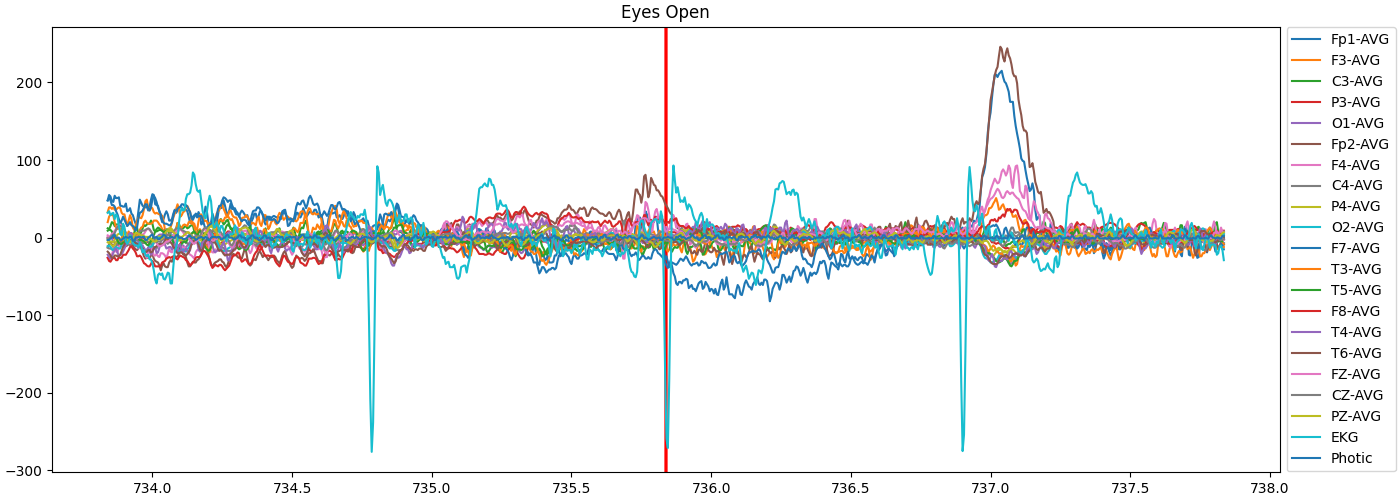 Eyes Open
200
100
0
−100
−200
−300
734.0 734.5 735.0 735.5 736.0 736.5 737.0 737.5 738.0
Fp1-AVG
F3-AVG
C3-AVG
P3-AVG
O1-AVG
Fp2-AVG
F4-AVG
C4-AVG
P4-AVG
O2-AVG
F7-AVG
T3-AVG
T5-AVG
F8-AVG
T4-AVG
T6-AVG
FZ-AVG
CZ-AVG
PZ-AVG
EKG
Photic